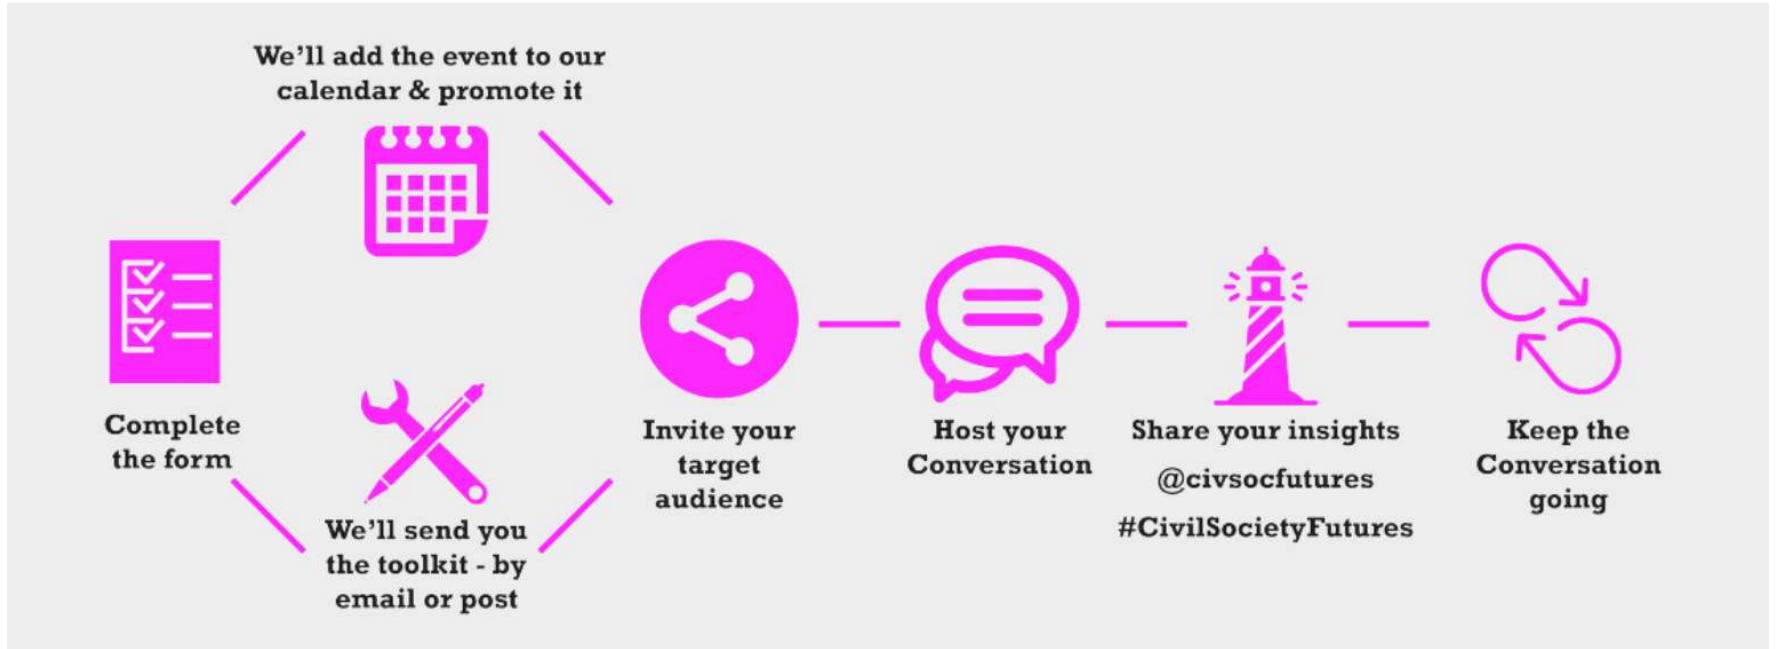 We'll add the event to our
calendar & promote it
Complete
the form
We'll send you
the toolkit - by
email or post
Invite your
target
audience
Host your
Conversation
Share your insights
@civsocfutures
#CivilSocietyFutures
Keep the
Conversation
going